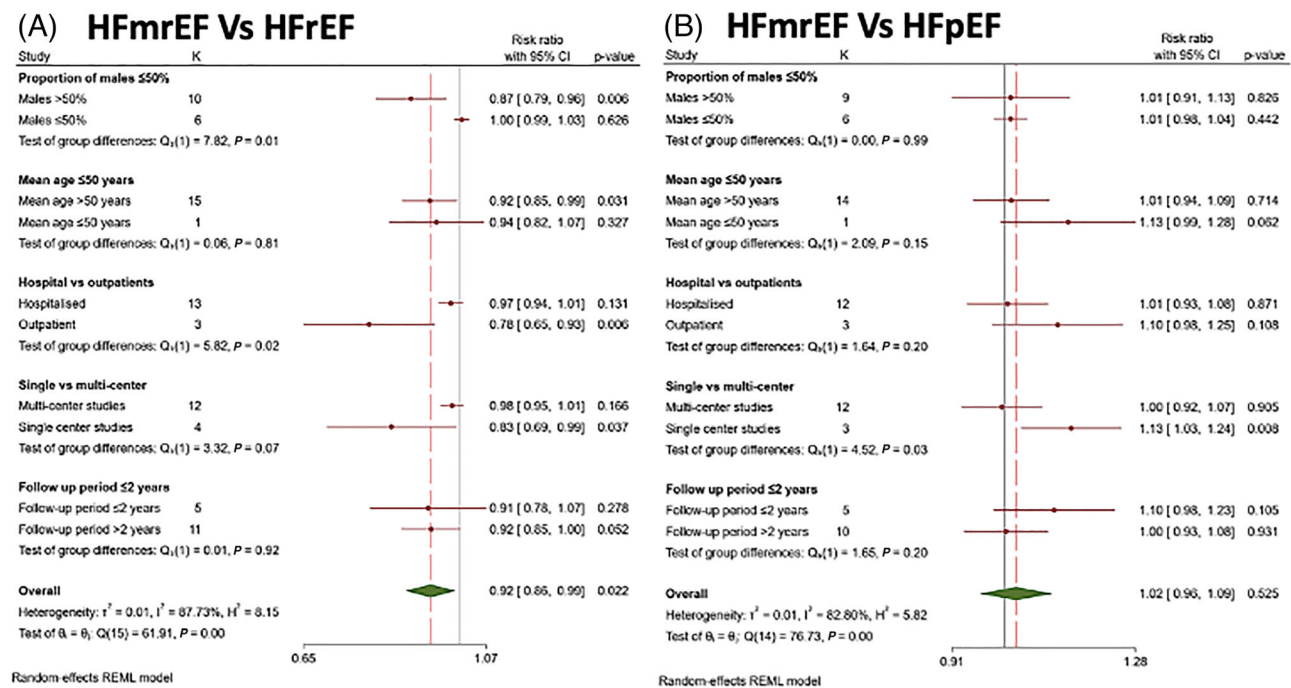 (A) HFmrEF Vs HFrEF
Study K Risk ratio with 95% CI p-value
Proportion of males ≤50%
Males >50% 10 0.87 [ 0.79, 0.96] 0.006
Males ≤50% 6 1.00 [ 0.99, 1.03] 0.626
Test of group differences: Qb(1) = 7.82, P = 0.01
Mean age ≤50 years
Mean age >50 years 15 0.92 [ 0.85, 0.99] 0.031
Mean age ≤50 years 1 0.94 [ 0.82, 1.07] 0.327
Test of group differences: Qb(1) = 0.06, P = 0.81
Hospital vs outpatients
Hospitalised 13 0.97 [ 0.94, 1.01] 0.131
Outpatient 3 0.78 [ 0.65, 0.93] 0.006
Test of group differences: Qb(1) = 5.82, P = 0.02
Single vs multi-center
Multi-center studies 12 0.98 [ 0.95, 1.01] 0.166
Single center studies 4 0.83 [ 0.69, 0.99] 0.037
Test of group differences: Qb(1) = 3.32, P = 0.07
Follow up period ≤2 years
Follow-up period ≤2 years 5 0.91 [ 0.78, 1.07] 0.278
Follow-up period >2 years 11 0.92 [ 0.85, 1.00] 0.052
Test of group differences: Qb(1) = 0.01, P = 0.92
Overall 0.92 [ 0.86, 0.99] 0.022
Heterogeneity: τ² = 0.01, I² = 87.73%, H² = 8.15
Test of θi = θj: Q(15) = 61.91, P = 0.00
0.65 1.07
Random-effects REML model
(B) HFmrEF Vs HFpEF
Study K Risk ratio with 95% CI p-value
Proportion of males ≤50%
Males >50% 9 1.01 [ 0.91, 1.13] 0.826
Males ≤50% 6 1.01 [ 0.98, 1.04] 0.442
Test of group differences: Qb(1) = 0.00, P = 0.99
Mean age ≤50 years
Mean age >50 years 14 1.01 [ 0.94, 1.09] 0.714
Mean age ≤50 years 1 1.13 [ 0.99, 1.28] 0.062
Test of group differences: Qb(1) = 2.09, P = 0.15
Hospital vs outpatients
Hospitalised 12 1.01 [ 0.93, 1.08] 0.871
Outpatient 3 1.10 [ 0.98, 1.25] 0.108
Test of group differences: Qb(1) = 1.64, P = 0.20
Single vs multi-center
Multi-center studies 12 1.00 [ 0.92, 1.07] 0.905
Single center studies 3 1.13 [ 1.03, 1.24] 0.008
Test of group differences: Qb(1) = 4.52, P = 0.03
Follow up period ≤2 years
Follow-up period ≤2 years 5 1.10 [ 0.98, 1.23] 0.105
Follow-up period >2 years 10 1.00 [ 0.93, 1.08] 0.931
Test of group differences: Qb(1) = 1.65, P = 0.20
Overall 1.02 [ 0.96, 1.09] 0.525
Heterogeneity: τ² = 0.01, I² = 82.80%, H² = 5.82
Test of θi = θj: Q(14) = 76.73, P = 0.00
0.91 1.28
Random-effects REML model